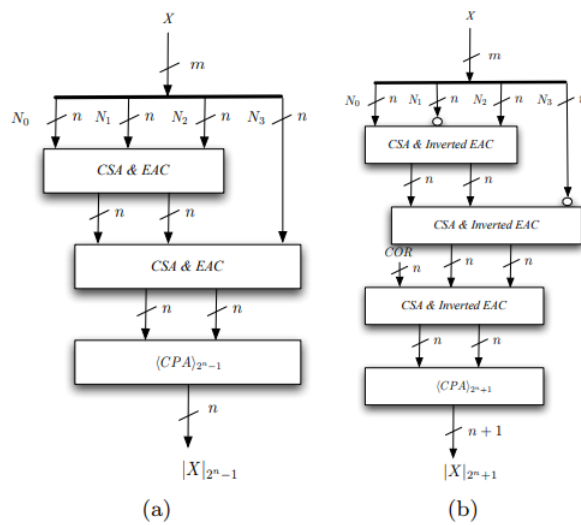 X
m
N₀ n N₁ n N₂ n N₃ n
CSA & EAC
n n
CSA & EAC
n n
⟨CPA⟩₂ⁿ₋₁
n
|X|₂ⁿ₋₁
(a)
X
m
N₀ n N₁ n N₂ n N₃ n
CSA & Inverted EAC
n n
CSA & Inverted EAC
COR n n n
CSA & Inverted EAC
n n
⟨CPA⟩₂ⁿ₊₁
n + 1
|X|₂ⁿ₊₁
(b)